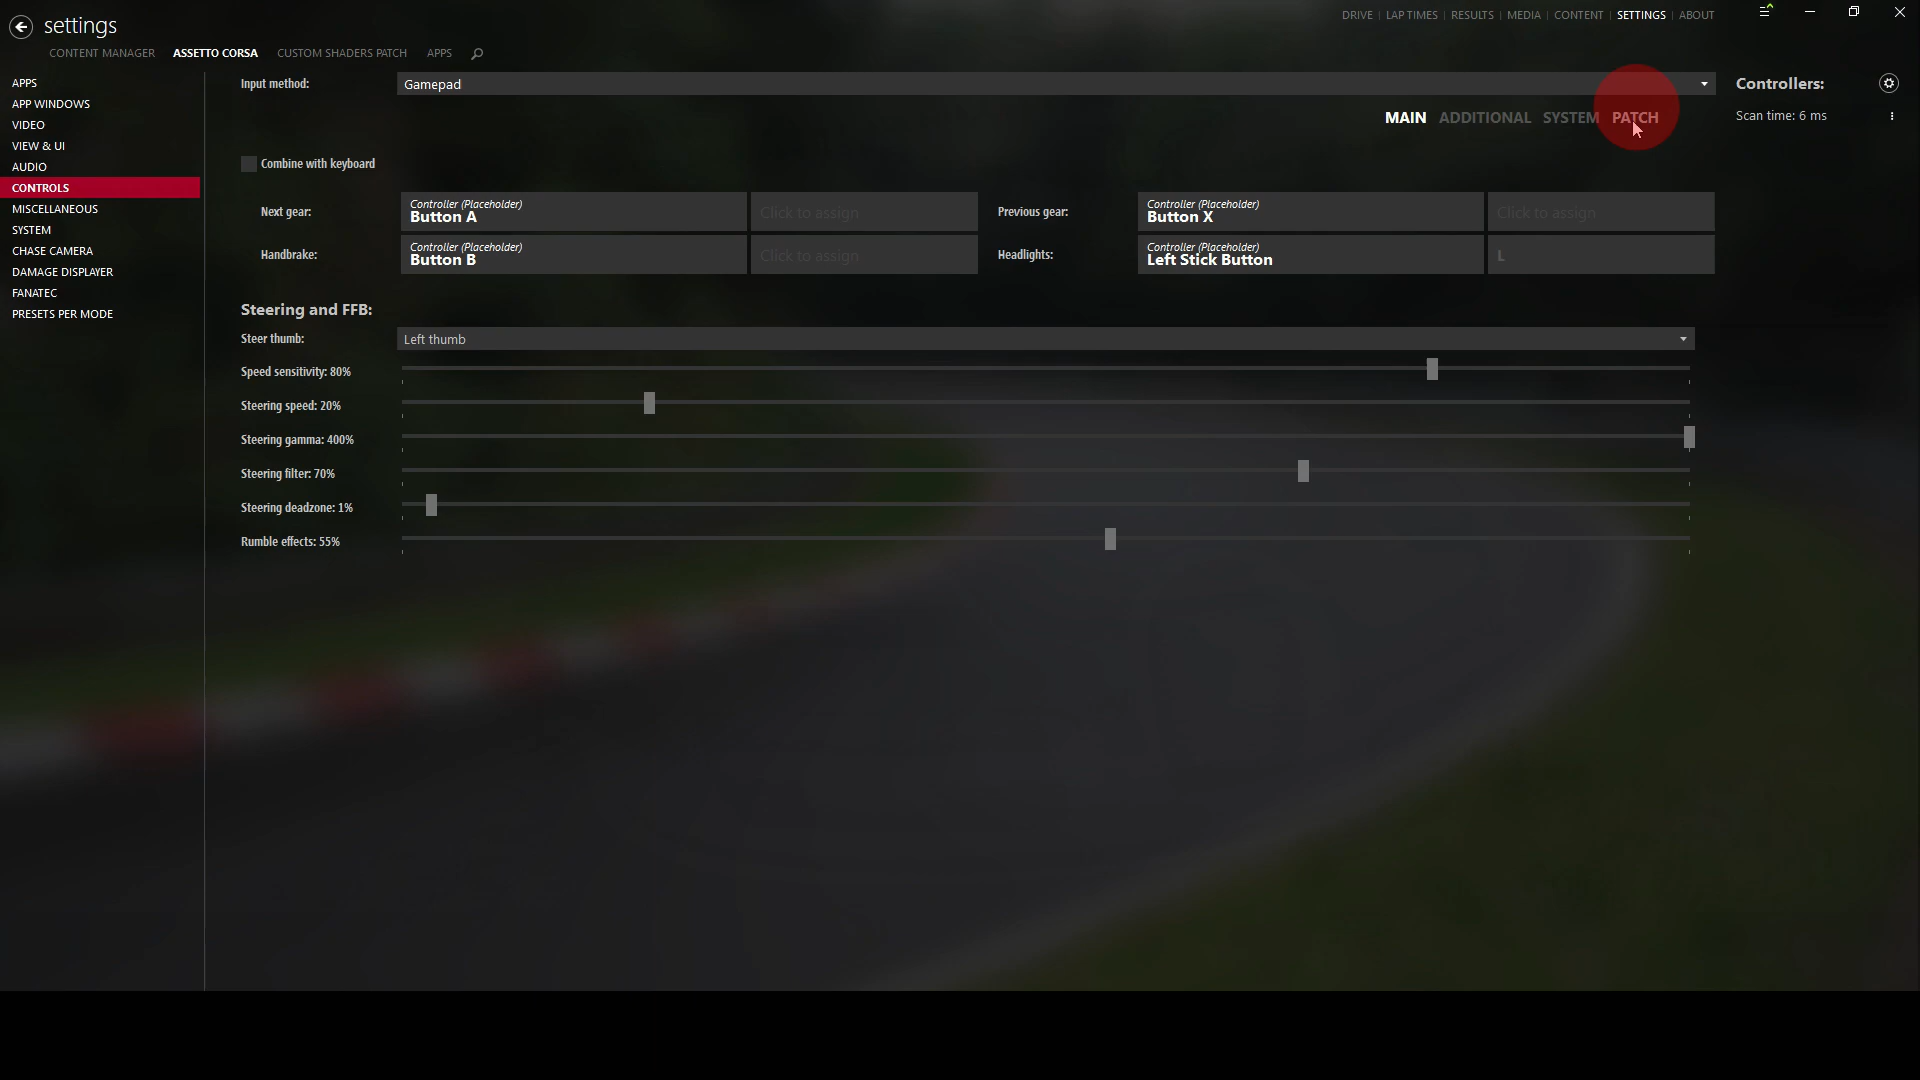 settings
DRIVE | LAP TIMES | RESULTS | MEDIA | CONTENT | SETTINGS | ABOUT
CONTENT MANAGER ASSETTO CORSA CUSTOM SHADERS PATCH APPS
APPS
APP WINDOWS
VIDEO
VIEW & UI
AUDIO
CONTROLS
MISCELLANEOUS
SYSTEM
CHASE CAMERA
DAMAGE DISPLAYER
FANATEC
PRESETS PER MODE
Input method: Gamepad
MAIN ADDITIONAL SYSTEM PATCH
Combine with keyboard
Next gear:
Controller (Placeholder)
Button A
Click to assign
Previous gear:
Controller (Placeholder)
Button X
Click to assign
Handbrake:
Controller (Placeholder)
Button B
Click to assign
Headlights:
Controller (Placeholder)
Left Stick Button
L
Steering and FFB:
Steer thumb: Left thumb
Speed sensitivity: 80%
Steering speed: 20%
Steering gamma: 400%
Steering filter: 70%
Steering deadzone: 1%
Rumble effects: 55%
Controllers:
Scan time: 6 ms